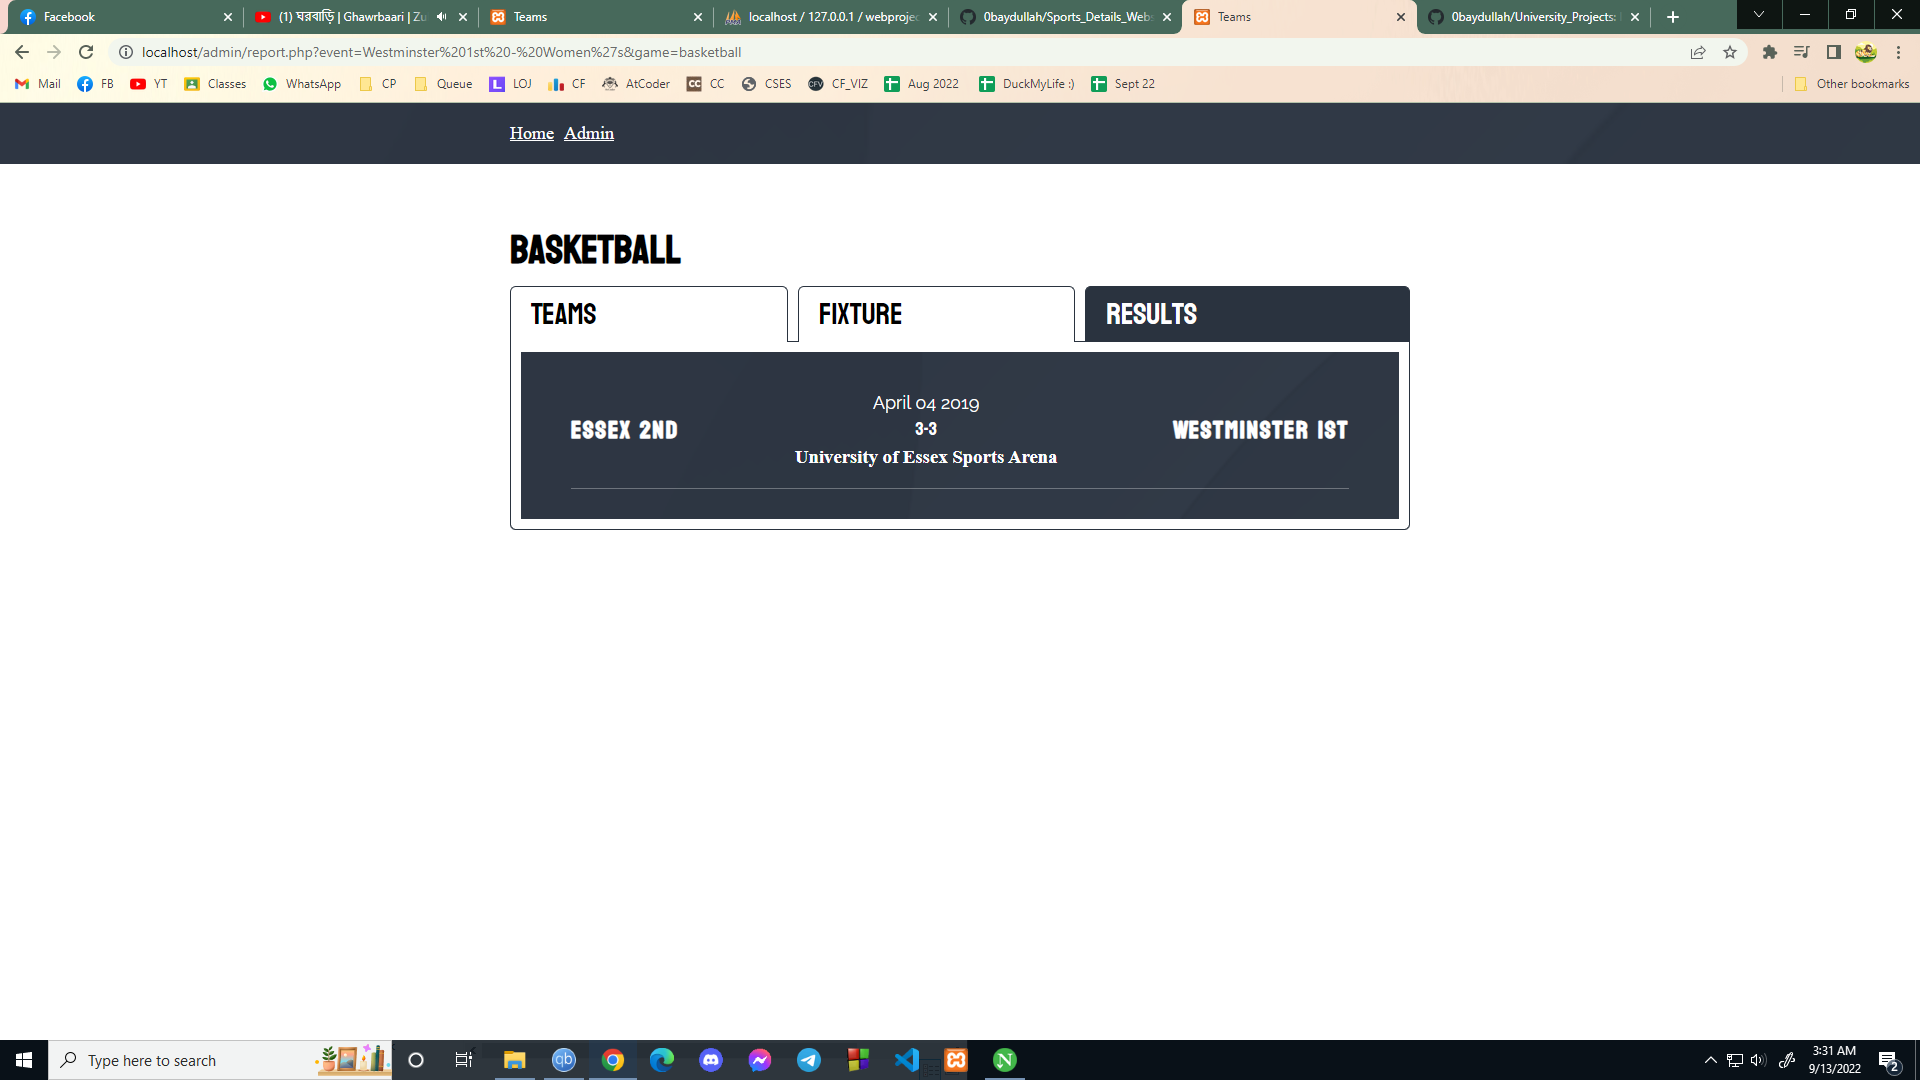 Facebook
(1) ঘরবাড়ি | Ghawrbaari | Zu
Teams
localhost / 127.0.0.1 / webprojec
0baydullah/Sports_Details_Webs
Teams
0baydullah/University_Projects:
localhost/admin/report.php?event=Westminster%201st%20-%20Women%27s&game=basketball
Mail
FB
YT
Classes
WhatsApp
CP
Queue
LOJ
CF
AtCoder
CC
CSES
CF_VIZ
Aug 2022
DuckMyLife :)
Sept 22
Other bookmarks
Home Admin
BASKETBALL
TEAMS
FIXTURE
RESULTS
ESSEX 2ND
April 04 2019
3-3
University of Essex Sports Arena
WESTMINSTER 1ST
Type here to search
3:31 AM
9/13/2022
2